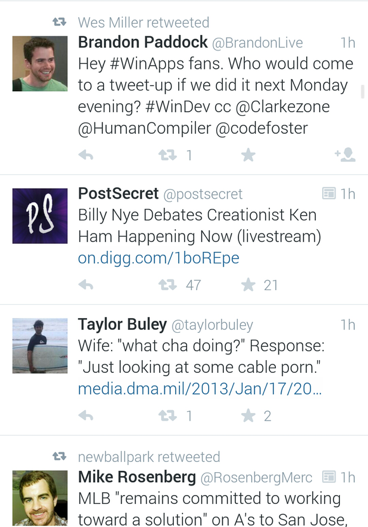 Wes Miller retweeted
Brandon Paddock @BrandonLive 1h
Hey #WinApps fans. Who would come
to a tweet-up if we did it next Monday
evening? #WinDev cc @Clarkezone
@HumanCompiler @codefoster
1
PS
PostSecret @postsecret 1h
Billy Nye Debates Creationist Ken
Ham Happening Now (livestream)
on.digg.com/1boREpe
47 21
Taylor Buley @taylorbuley 1h
Wife: "what cha doing?" Response:
"Just looking at some cable porn."
media.dma.mil/2013/Jan/17/20...
1 2
newballpark retweeted
Mike Rosenberg @RosenbergMerc 1h
MLB "remains committed to working
toward a solution" on A's to San Jose,